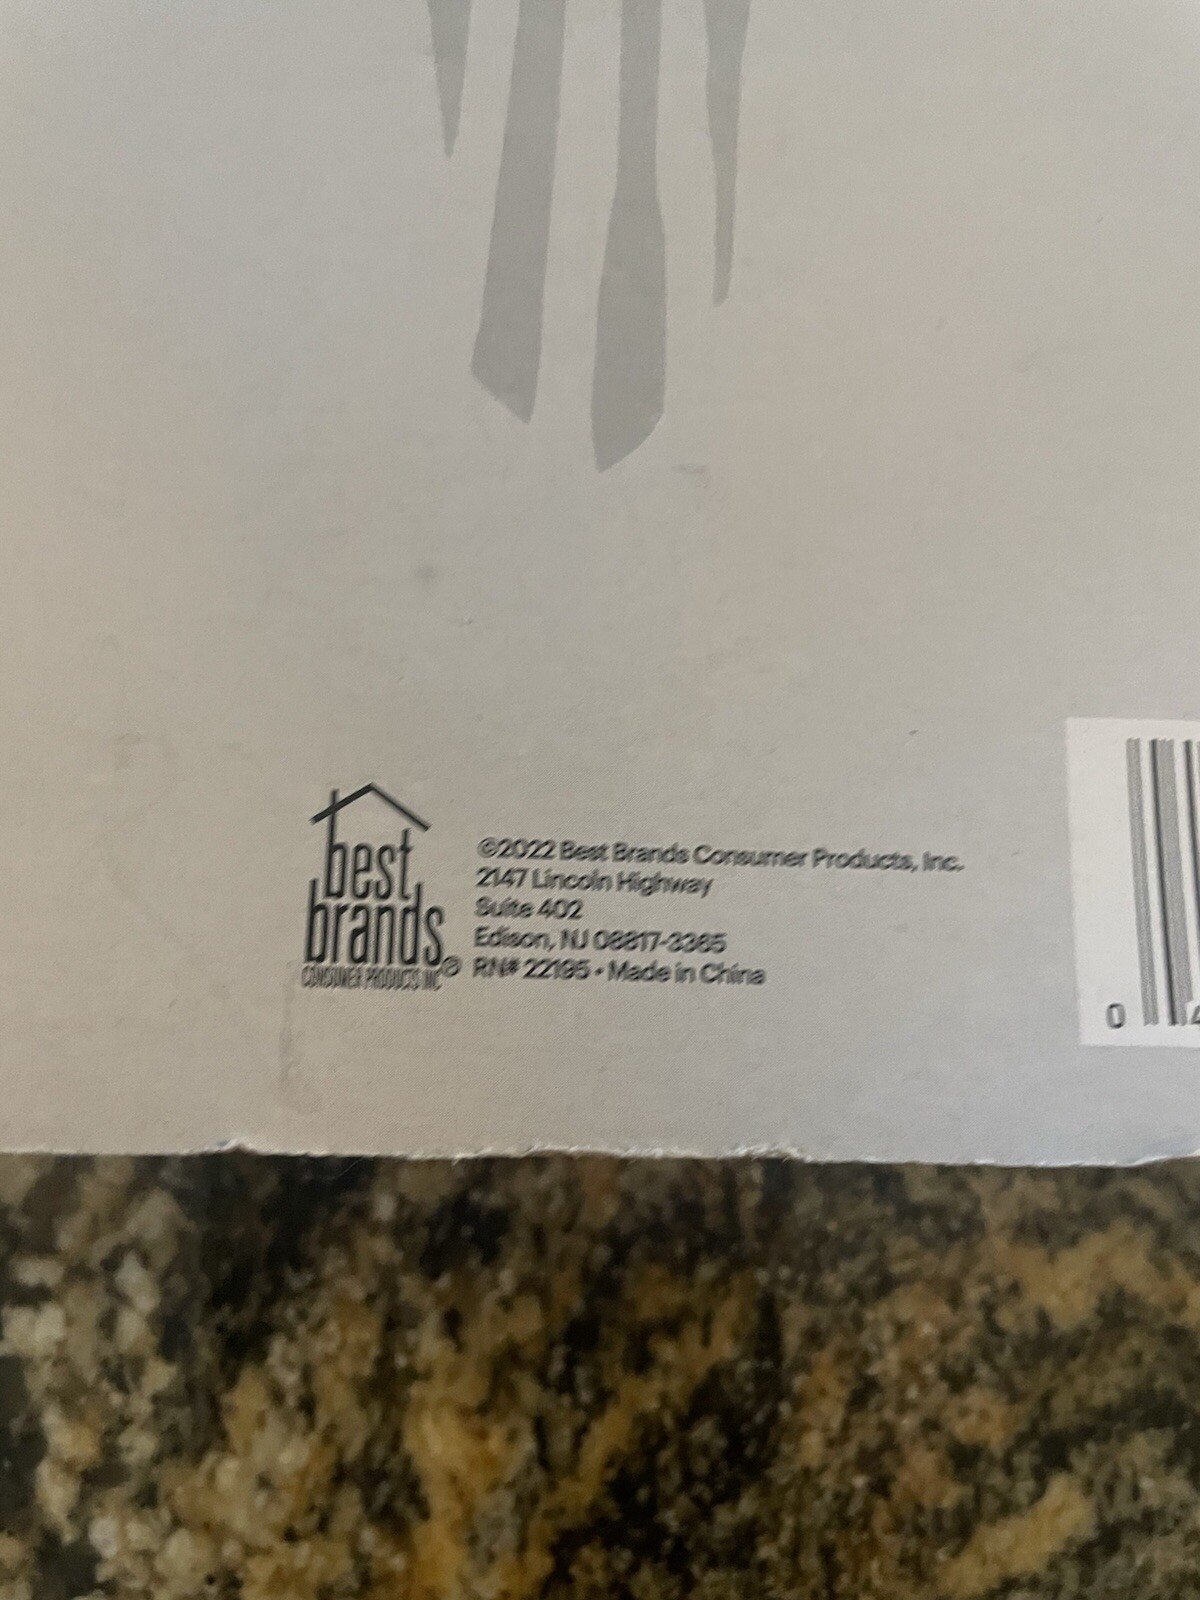 best
brands
CONSUMER PRODUCTS INC ®
©2022 Best Brands Consumer Products, Inc.
2147 Lincoln Highway
Suite 402
Edison, NJ 08817-3365
RN# 22195 • Made in China
0